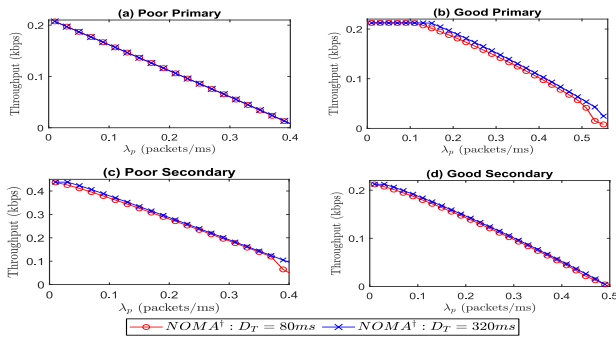 (a) Poor Primary
Throughput (kbps)
0.2
0.1
0
0 0.1 0.2 0.3 0.4
λp (packets/ms)
(b) Good Primary
Throughput (kbps)
0.2
0.1
0
0 0.1 0.2 0.3 0.4 0.5
λp (packets/ms)
(c) Poor Secondary
Throughput (kbps)
0.4
0.3
0.2
0.1
0
0 0.1 0.2 0.3 0.4
λp (packets/ms)
(d) Good Secondary
Throughput (kbps)
0.2
0.1
0
0 0.1 0.2 0.3 0.4 0.5
λp (packets/ms)
NOMA† : DT = 80ms NOMA† : DT = 320ms